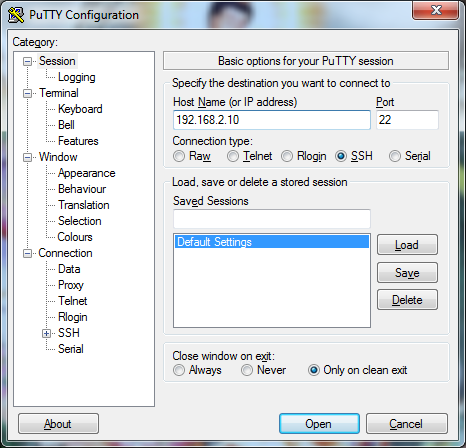 PuTTY Configuration
Category:
Session
Logging
Terminal
Keyboard
Bell
Features
Window
Appearance
Behaviour
Translation
Selection
Colours
Connection
Data
Proxy
Telnet
Rlogin
SSH
Serial
Basic options for your PuTTY session
Specify the destination you want to connect to
Host Name (or IP address) Port
192.168.2.10 22
Connection type:
Raw Telnet Rlogin SSH Serial
Load, save or delete a stored session
Saved Sessions
Default Settings
Load
Save
Delete
Close window on exit:
Always Never Only on clean exit
About Open Cancel